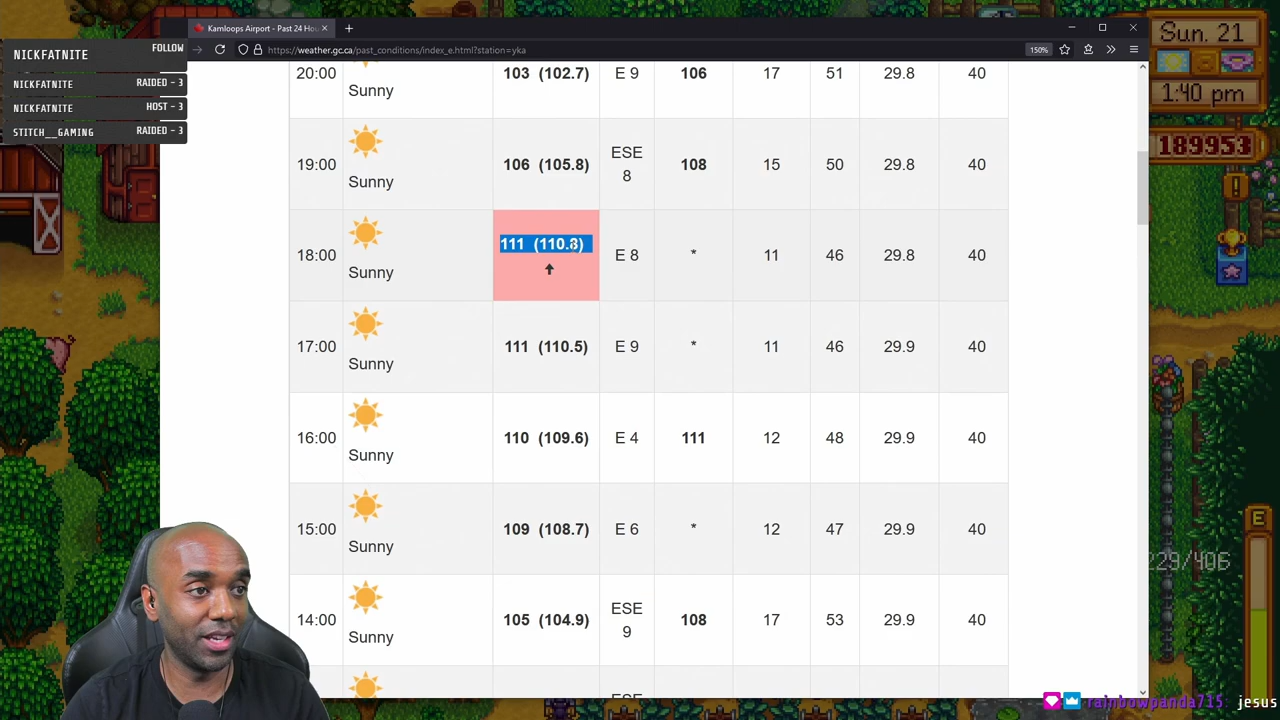 Kamloops Airport - Past 24 Hou
https://weather.gc.ca/past_conditions/index_e.html?station=yka
150%
NICKFATNITE FOLLOW
NICKFATNITE RAIDED - 3
NICKFATNITE HOST - 3
STITCH__GAMING RAIDED - 3
Sun. 21
1:40 pm
189953
20:00 Sunny 103 (102.7) E 9 106 17 51 29.8 40
19:00 Sunny 106 (105.8) ESE 8 108 15 50 29.8 40
18:00 Sunny 111 (110.8) E 8 * 11 46 29.8 40
17:00 Sunny 111 (110.5) E 9 * 11 46 29.9 40
16:00 Sunny 110 (109.6) E 4 111 12 48 29.9 40
15:00 Sunny 109 (108.7) E 6 * 12 47 29.9 40
14:00 Sunny 105 (104.9) ESE 9 108 17 53 29.9 40
ESE
E
229/406
rainbowpanda715: jesus